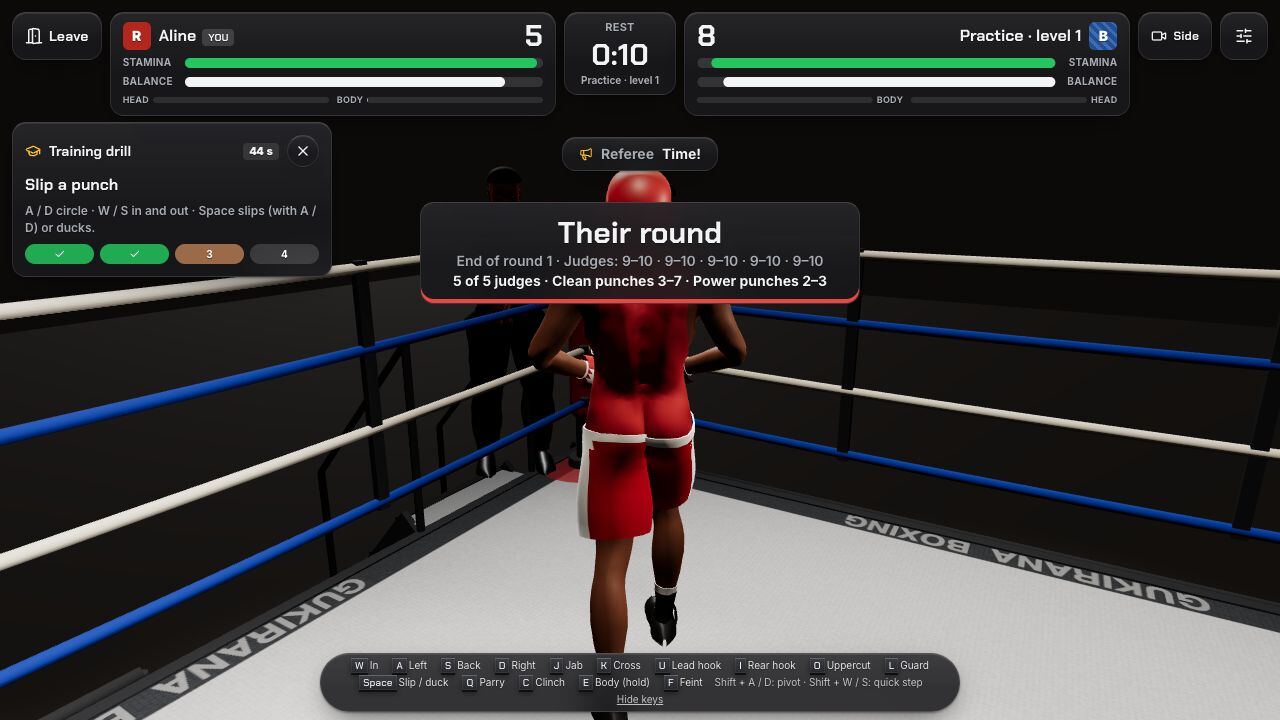 Leave
R Aline YOU 5
STAMINA
BALANCE
HEAD BODY
REST
0:10
Practice · level 1
8 Practice · level 1 B
STAMINA
BALANCE
BODY HEAD
Side
Training drill 44 s
Slip a punch
A / D circle · W / S in and out · Space slips (with A /
D) or ducks.
3 4
Referee Time!
Their round
End of round 1 · Judges: 9–10 · 9–10 · 9–10 · 9–10 · 9–10
5 of 5 judges · Clean punches 3–7 · Power punches 2–3
GUKIRANA
BOXING GUKIRANA
W In A Left S Back D Right J Jab K Cross U Lead hook I Rear hook O Uppercut L Guard
Space Slip / duck Q Parry C Clinch E Body (hold) F Feint Shift + A / D: pivot · Shift + W / S: quick step
Hide keys